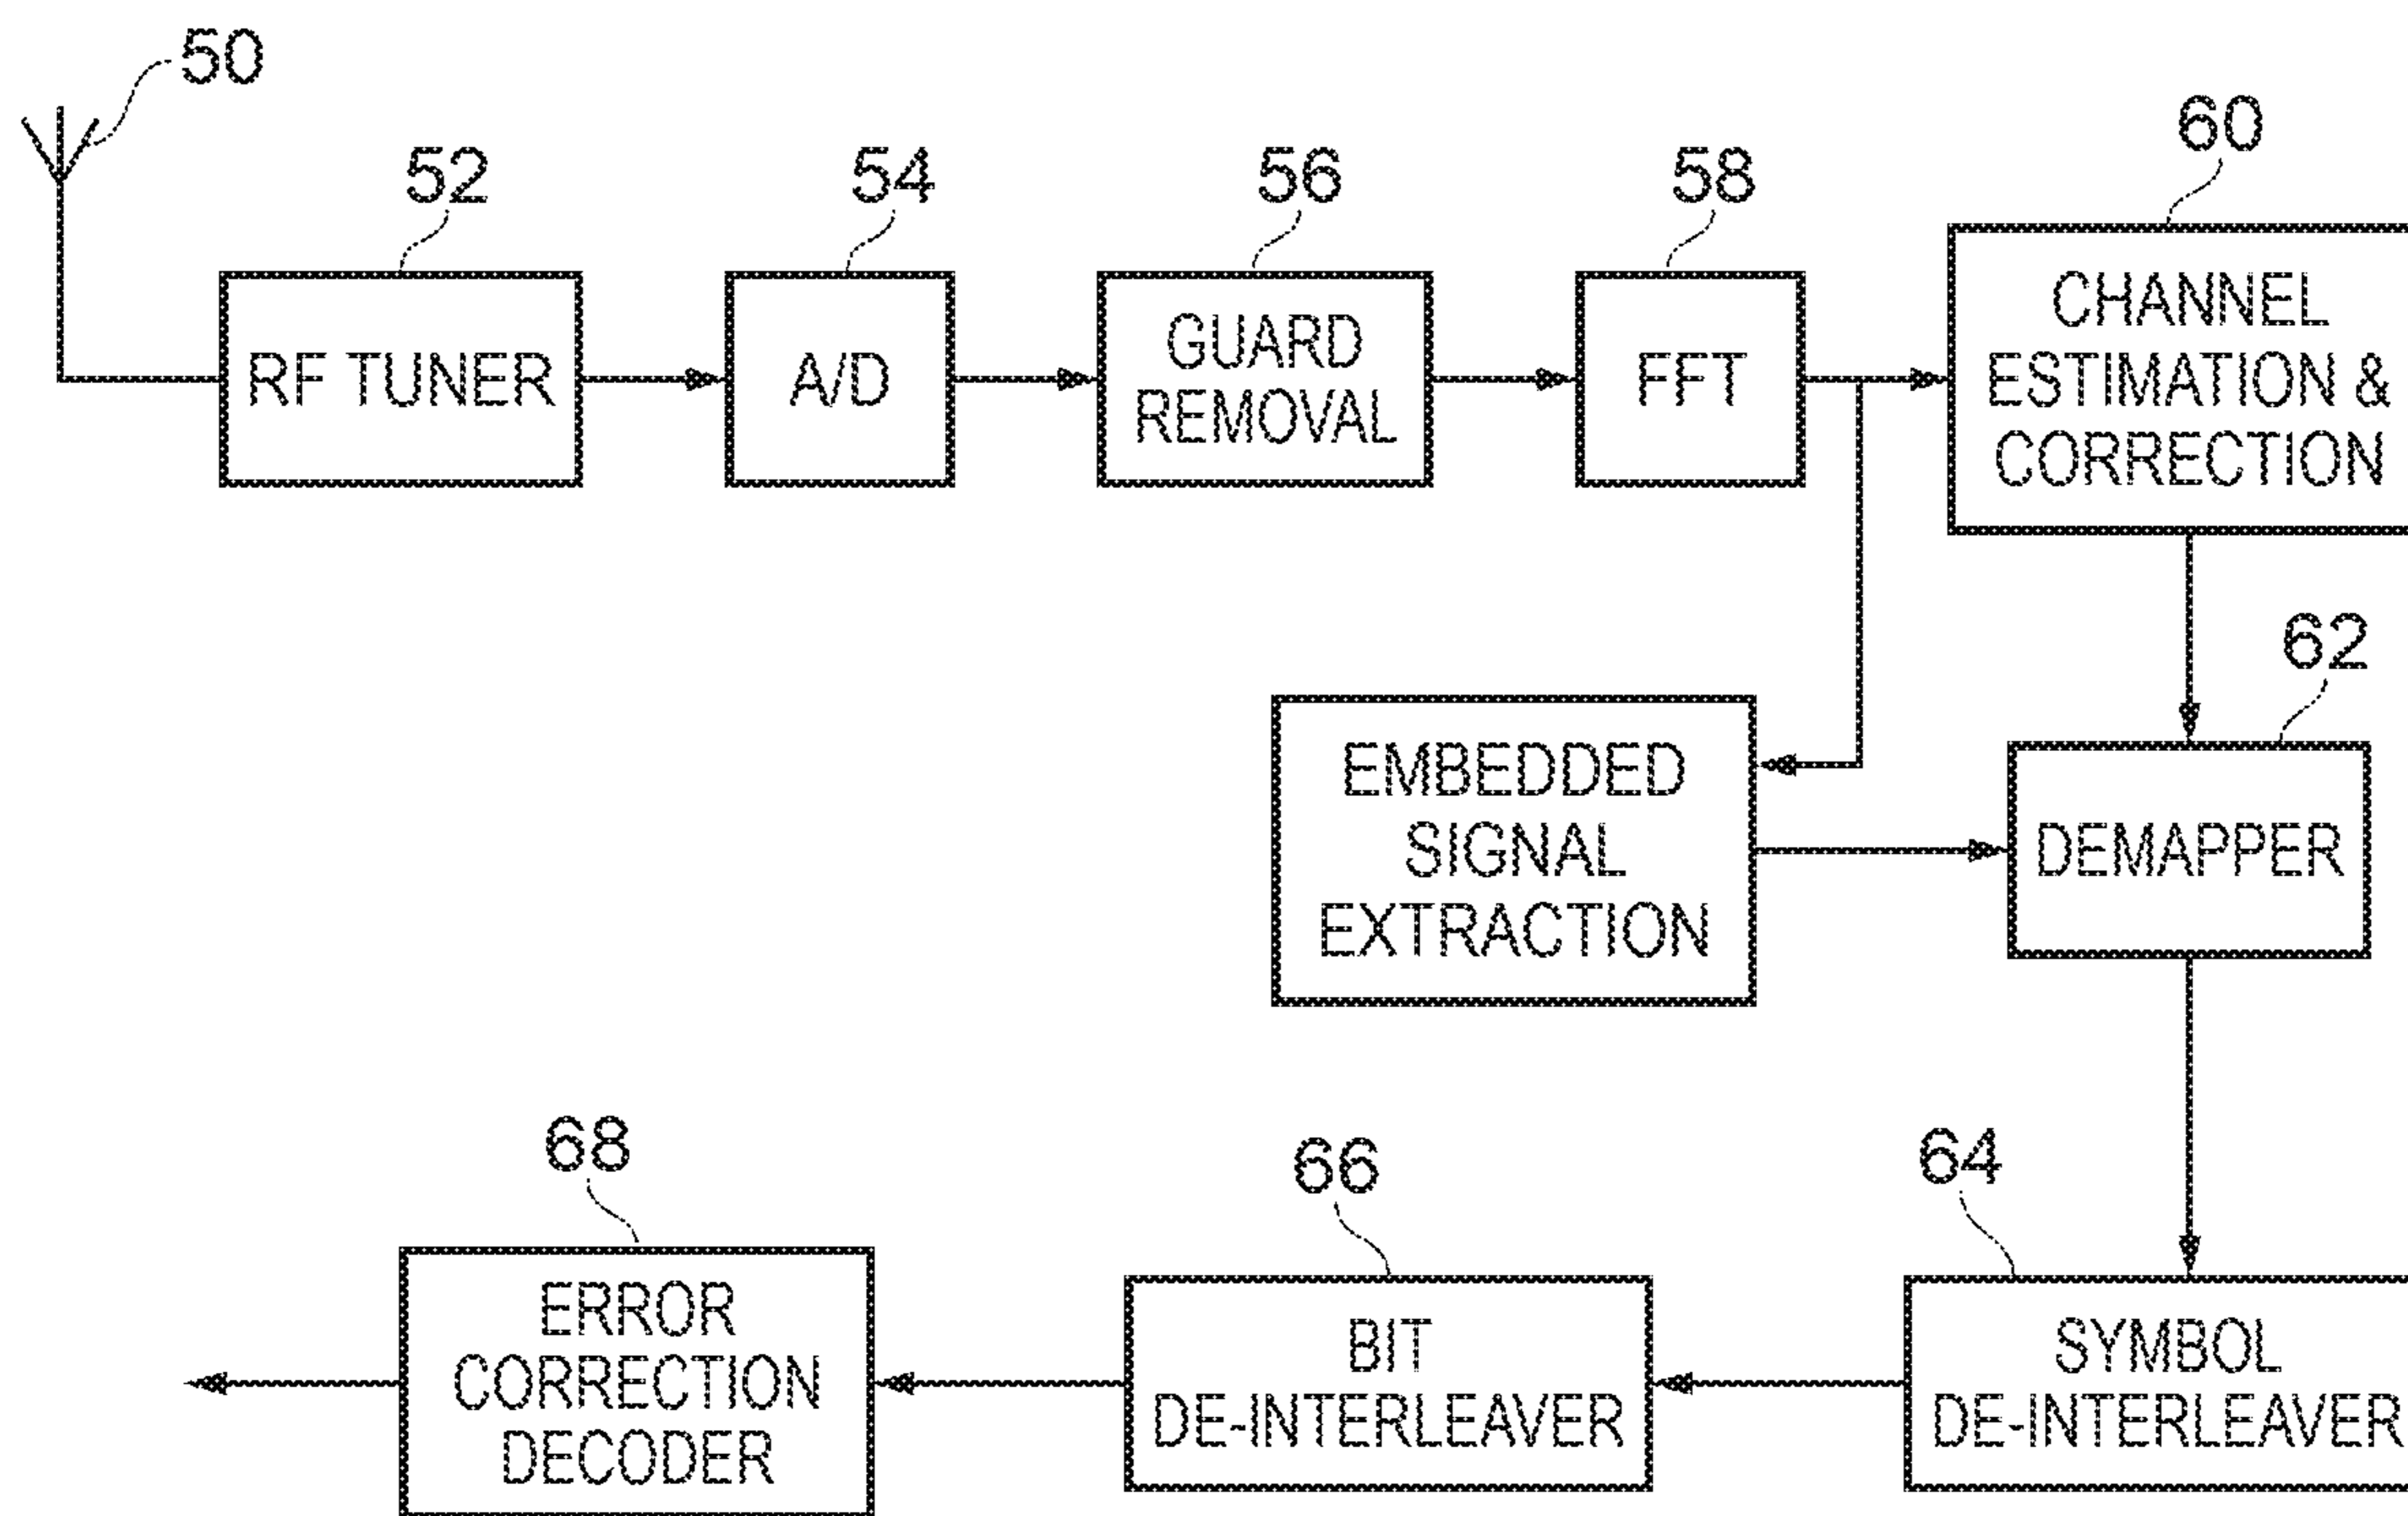 50
52
54
56
58
60
RF TUNER
A/D
GUARD
REMOVAL
FFT
CHANNEL
ESTIMATION &
CORRECTION
62
EMBEDDED
SIGNAL
EXTRACTION
DEMAPPER
68
66
64
ERROR
CORRECTION
DECODER
BIT
DE-INTERLEAVER
SYMBOL
DE-INTERLEAVER